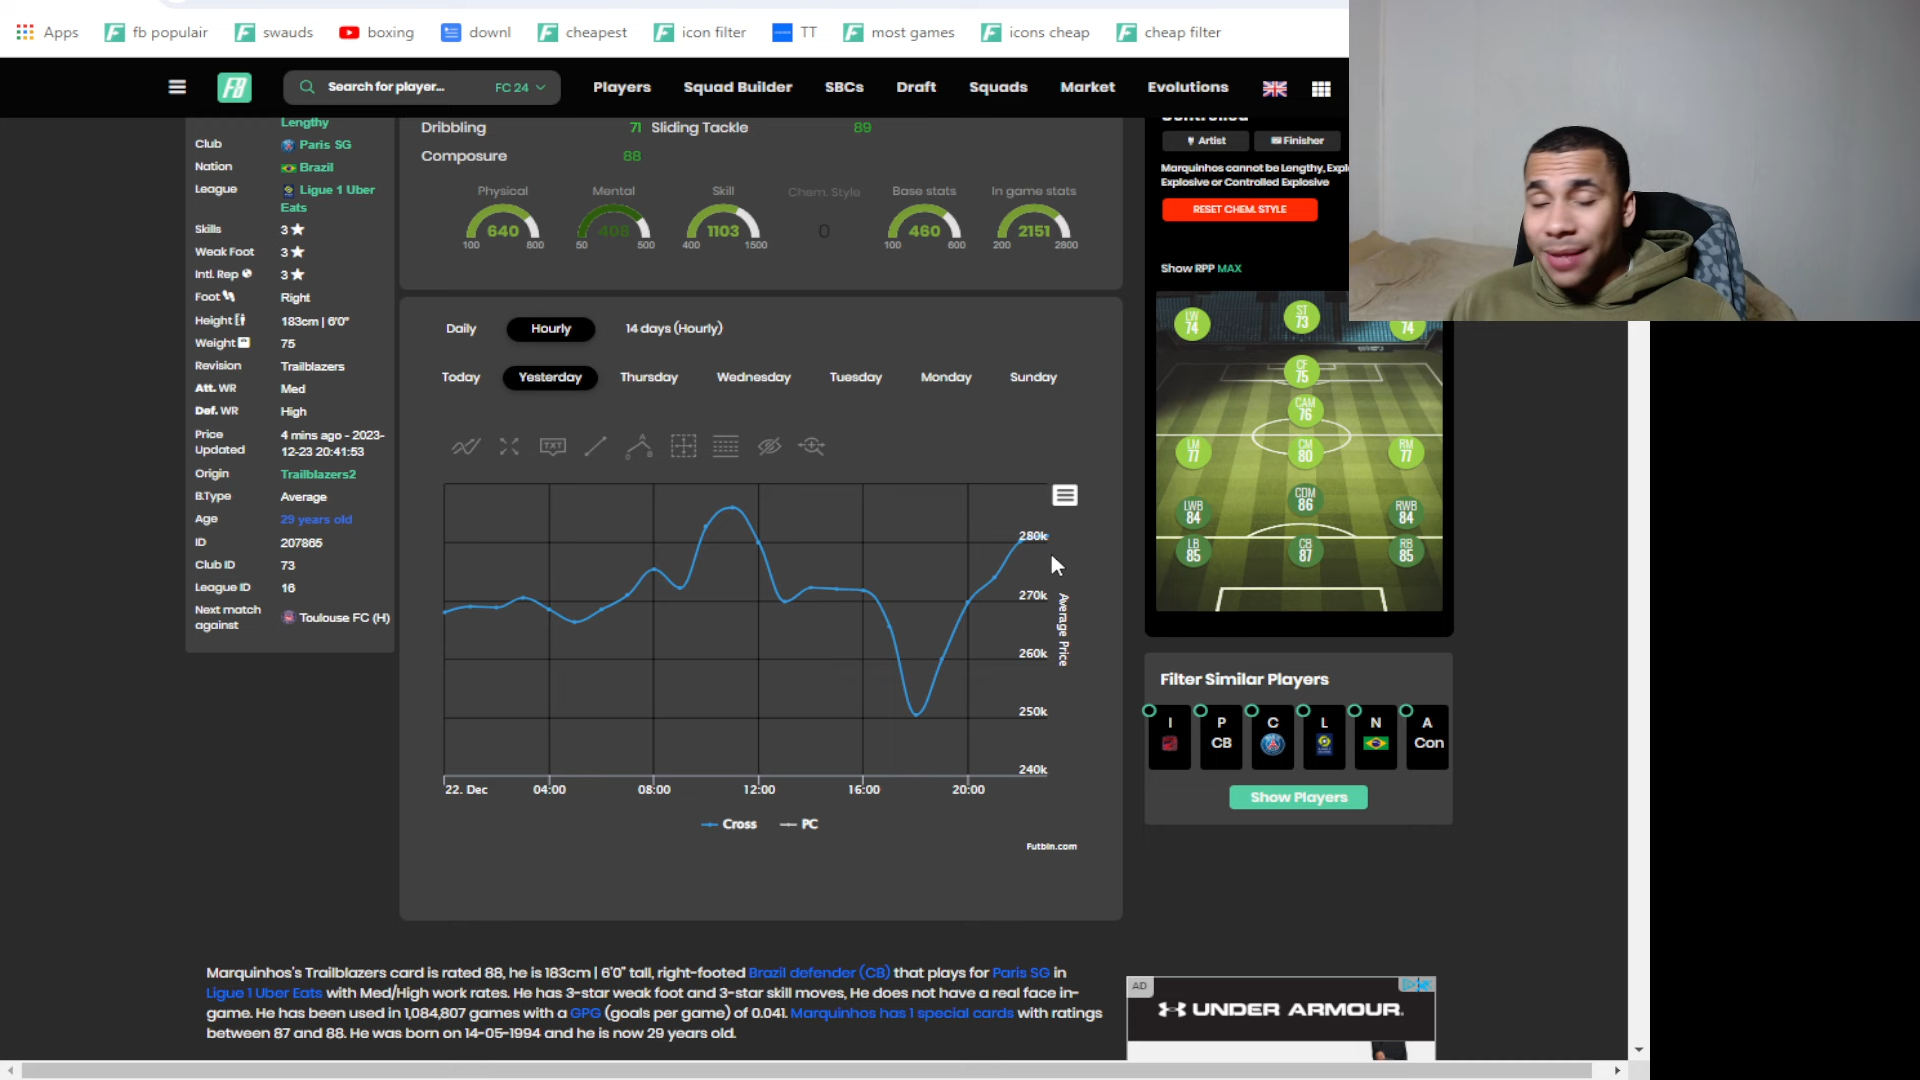 Apps
fb populair
swauds
boxing
downl
cheapest
icon filter
TT
most games
icons cheap
cheap filter
FB
Search for player...
FC 24
Players
Squad Builder
SBCs
Draft
Squads
Market
Evolutions
Lengthy
Club Paris SG
Nation Brazil
League Ligue 1 Uber
Eats
Skills 3
Weak Foot 3
Intl. Rep 3
Foot Right
Height 183cm | 6'0"
Weight 75
Revision Trailblazers
Att. WR Med
Def. WR High
Price
Updated
4 mins ago - 2023-
12-23 20:41:53
Origin Trailblazers2
B.Type Average
Age 29 years old
ID 207865
Club ID 73
League ID 16
Next match
against
Toulouse FC (H)
Dribbling 71 Sliding Tackle 89
Composure 88
Physical Mental Skill Chem. Style Base stats In game stats
640 408 1103 0 460 2151
100 800 50 500 400 1500 100 600 200 2800
Daily Hourly 14 days (Hourly)
Today Yesterday Thursday Wednesday Tuesday Monday Sunday
TXT
280k
270k
260k
250k
240k
Average Price
22. Dec 04:00 08:00 12:00 16:00 20:00
Cross PC
Futbin.com
Artist Finisher
Marquinhos cannot be Lengthy, Expl
Explosive or Controlled Explosive
RESET CHEM. STYLE
Show RPP MAX
LW
74
ST
73
74
CF
75
CAM
76
LM
77
CM
80
RM
77
CDM
86
LWB
84
RWB
84
LB
85
CB
87
RB
85
Filter Similar Players
I P C L N A
CB Con
Show Players
Marquinhos's Trailblazers card is rated 88, he is 183cm | 6'0" tall, right-footed Brazil defender (CB) that plays for Paris SG in
Ligue 1 Uber Eats with Med/High work rates. He has 3-star weak foot and 3-star skill moves, He does not have a real face in-
game. He has been used in 1,084,807 games with a GPG (goals per game) of 0.041. Marquinhos has 1 special cards with ratings
between 87 and 88. He was born on 14-05-1994 and he is now 29 years old.
AD
UNDER ARMOUR.